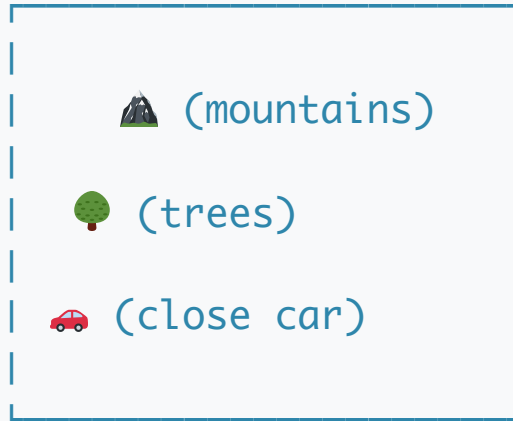 ⛰ (mountains)
🌳 (trees)
🚗 (close car)